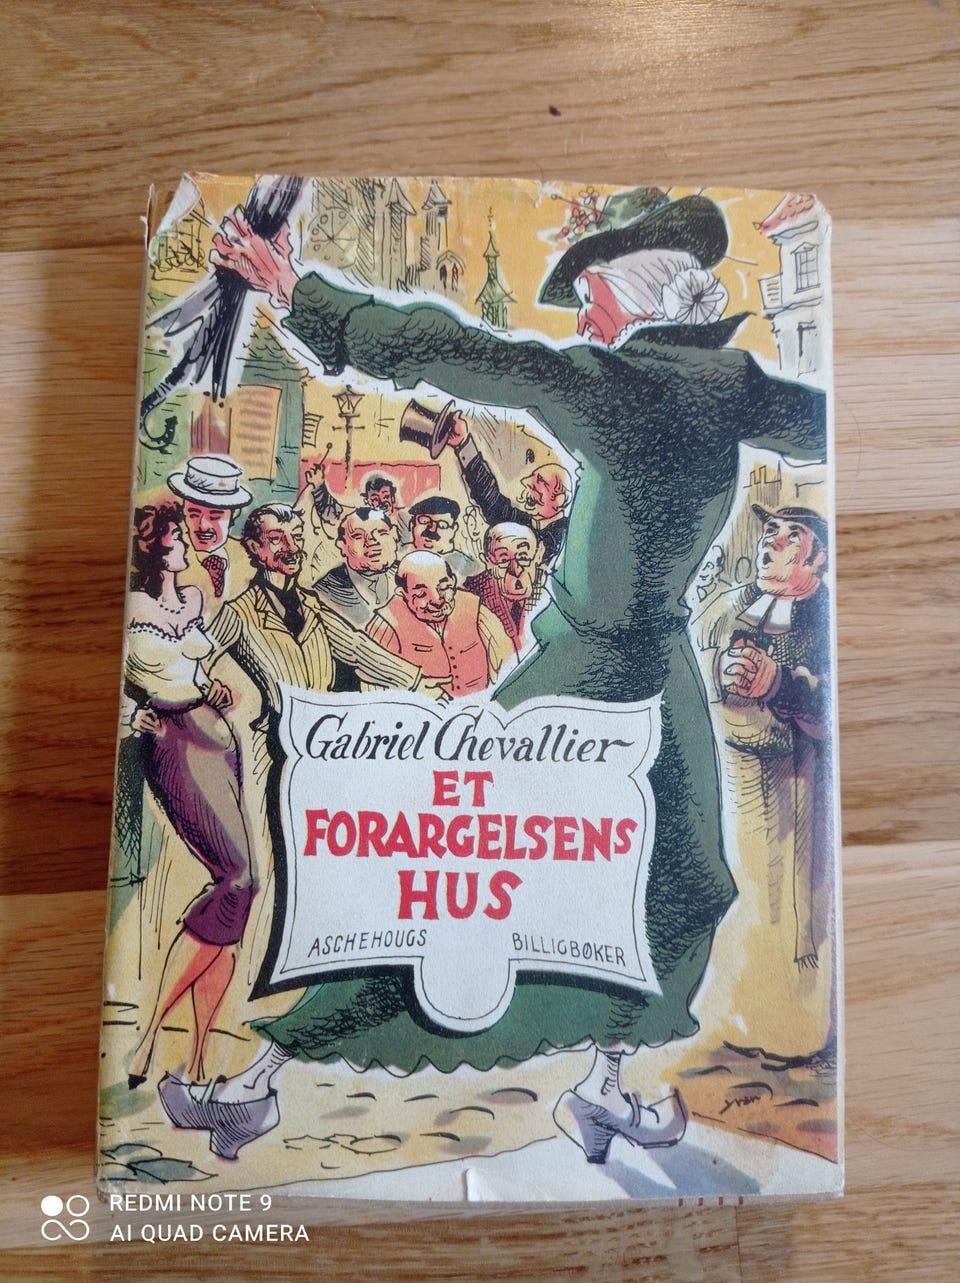 Gabriel Chevallier
ET
FORARGELSENS
HUS
ASCHEHOUGS BILLIGBØKER
REDMI NOTE 9
AI QUAD CAMERA